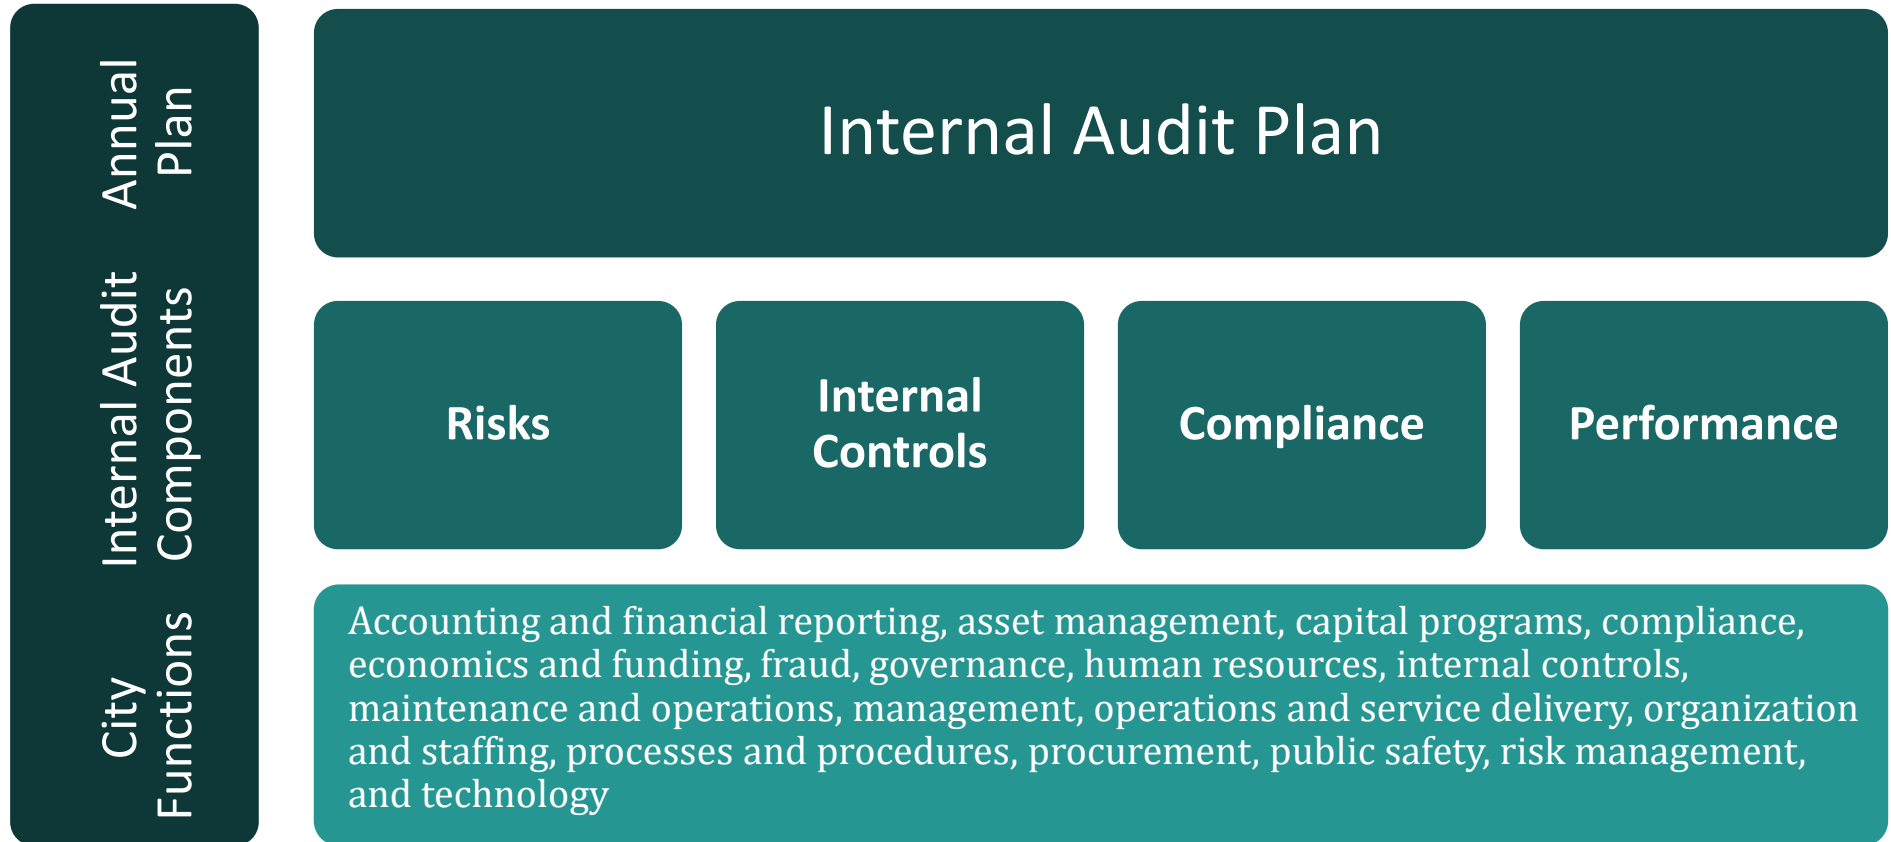 Annual
Plan
Internal Audit Plan
Internal Audit
Components
Risks
Internal
Controls
Compliance
Performance
City
Functions
Accounting and financial reporting, asset management, capital programs, compliance,
economics and funding, fraud, governance, human resources, internal controls,
maintenance and operations, management, operations and service delivery, organization
and staffing, processes and procedures, procurement, public safety, risk management,
and technology